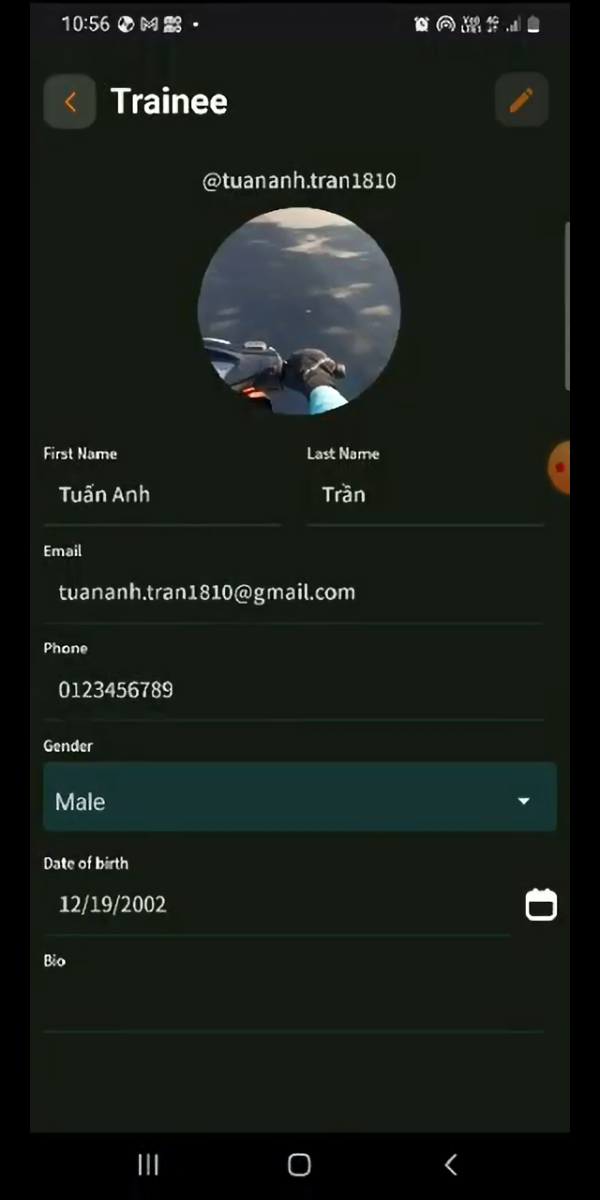 10:56
Trainee
@tuananh.tran1810
First Name
Last Name
Tuấn Anh
Trần
Email
tuananh.tran1810@gmail.com
Phone
0123456789
Gender
Male
Date of birth
12/19/2002
Bio